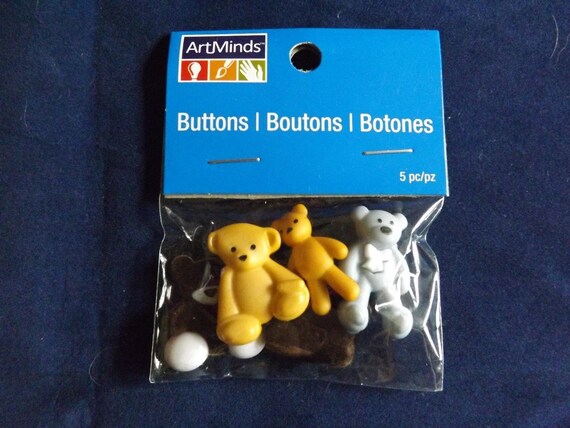 ArtMinds™
Buttons | Boutons | Botones
5 pc/pz